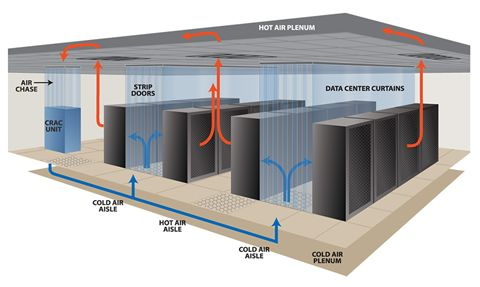 HOT AIR PLENUM
AIR
CHASE
STRIP
DOORS
DATA CENTER CURTAINS
CRAC
UNIT
COLD AIR
AISLE
HOT AIR
AISLE
COLD AIR
AISLE
COLD AIR
PLENUM